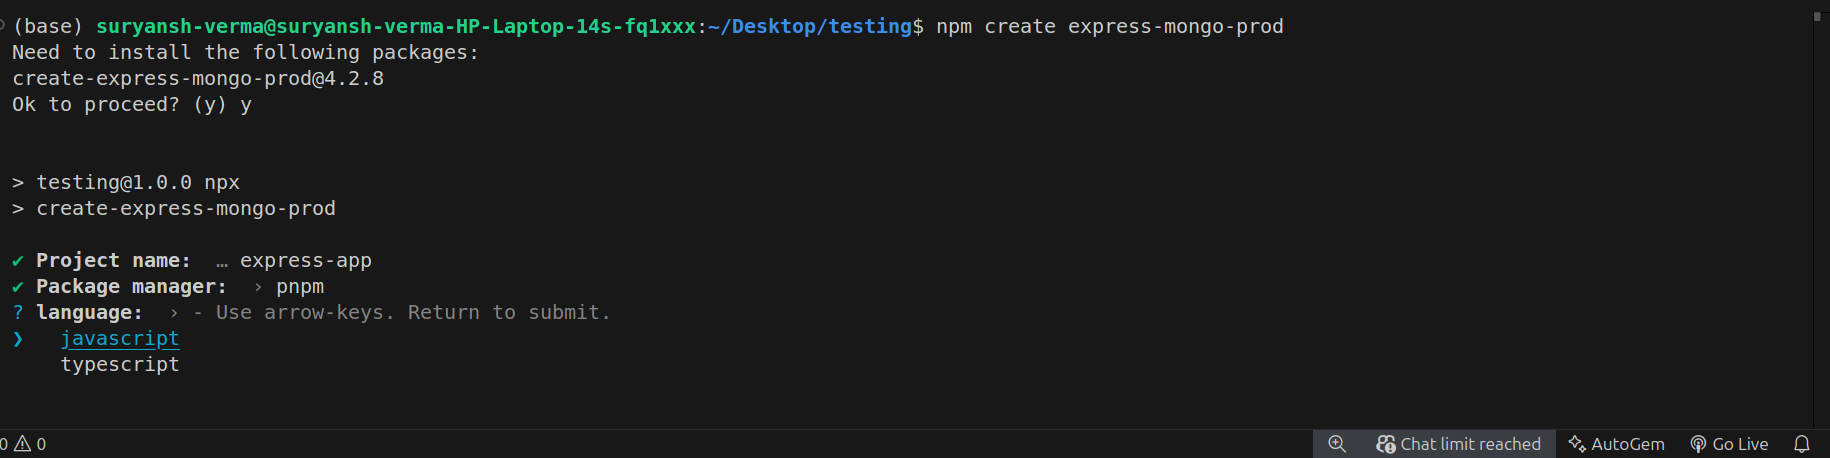 (base) suryansh-verma@suryansh-verma-HP-Laptop-14s-fq1xxx:~/Desktop/testing$ npm create express-mongo-prod
Need to install the following packages:
create-express-mongo-prod@4.2.8
Ok to proceed? (y) y
> testing@1.0.0 npx
> create-express-mongo-prod
✔ Project name:  … express-app
✔ Package manager:  › pnpm
? language:  › - Use arrow-keys. Return to submit.
❯   javascript
    typescript
0 ⚠ 0 Chat limit reached AutoGem Go Live